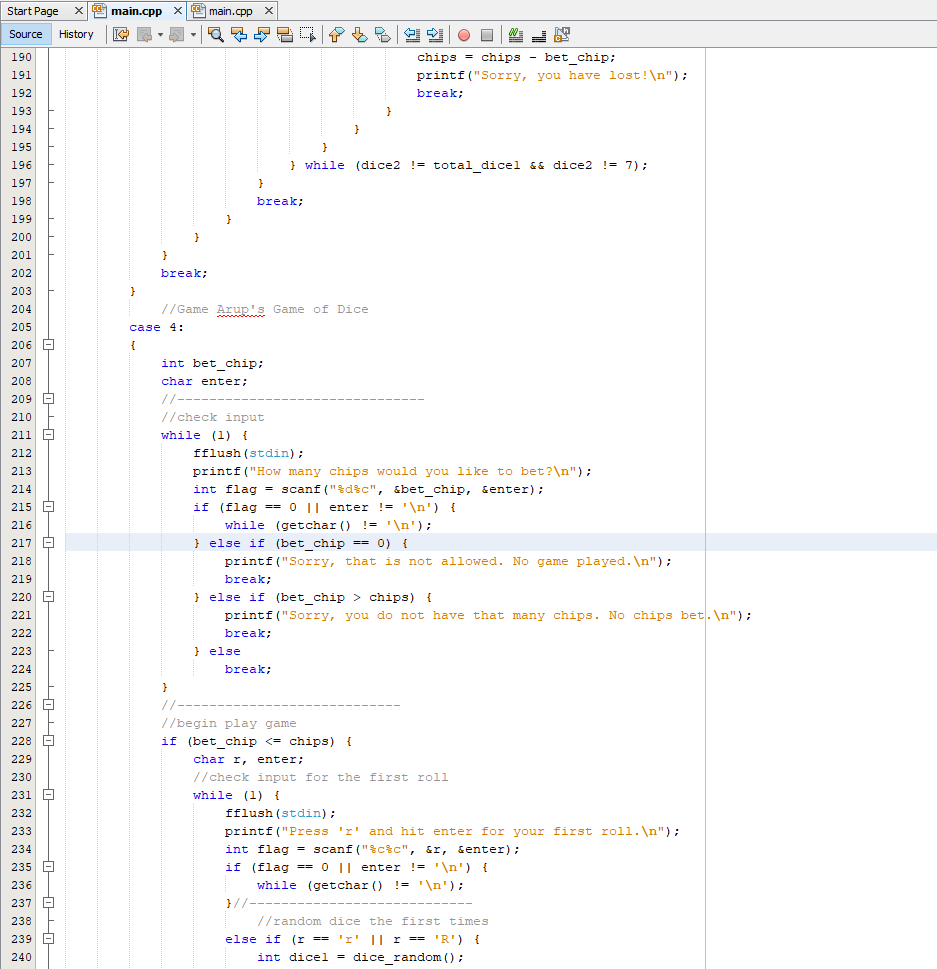 Start Page main.cpp main.cpp
Source History
190 chips = chips - bet_chip;
191 printf("Sorry, you have lost!\n");
192 break;
193 }
194 }
195 }
196 } while (dice2 != total_dice1 && dice2 != 7);
197 }
198 break;
199 }
200 }
201 }
202 break;
203 }
204 //Game Arup's Game of Dice
205 case 4:
206 {
207 int bet_chip;
208 char enter;
209 //-------------------------------
210 //check input
211 while (1) {
212 fflush(stdin);
213 printf("How many chips would you like to bet?\n");
214 int flag = scanf("%d%c", &bet_chip, &enter);
215 if (flag == 0 || enter != '\n') {
216 while (getchar() != '\n');
217 } else if (bet_chip == 0) {
218 printf("Sorry, that is not allowed. No game played.\n");
219 break;
220 } else if (bet_chip > chips) {
221 printf("Sorry, you do not have that many chips. No chips bet.\n");
222 break;
223 } else
224 break;
225 }
226 //----------------------------
227 //begin play game
228 if (bet_chip <= chips) {
229 char r, enter;
230 //check input for the first roll
231 while (1) {
232 fflush(stdin);
233 printf("Press 'r' and hit enter for your first roll.\n");
234 int flag = scanf("%c%c", &r, &enter);
235 if (flag == 0 || enter != '\n') {
236 while (getchar() != '\n');
237 }//----------------------------
238 //random dice the first times
239 else if (r == 'r' || r == 'R') {
240 int dice1 = dice_random();